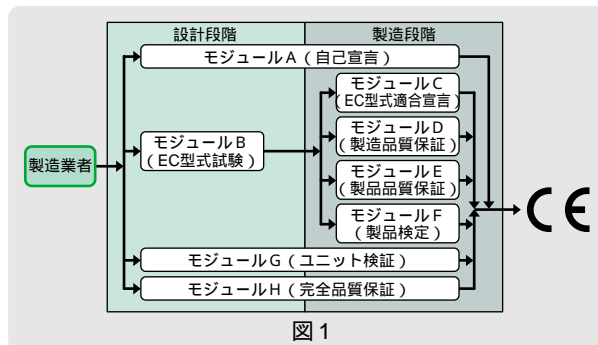 設計段階
製造段階
モジュールA(自己宣言)
モジュールC
(EC型式適合宣言)
モジュールB
(EC型式試験)
モジュールD
(製造品質保証)
製造業者
モジュールE
(製品品質保証)
モジュールF
(製品検定)
CE
モジュールG(ユニット検証)
モジュールH(完全品質保証)
図1